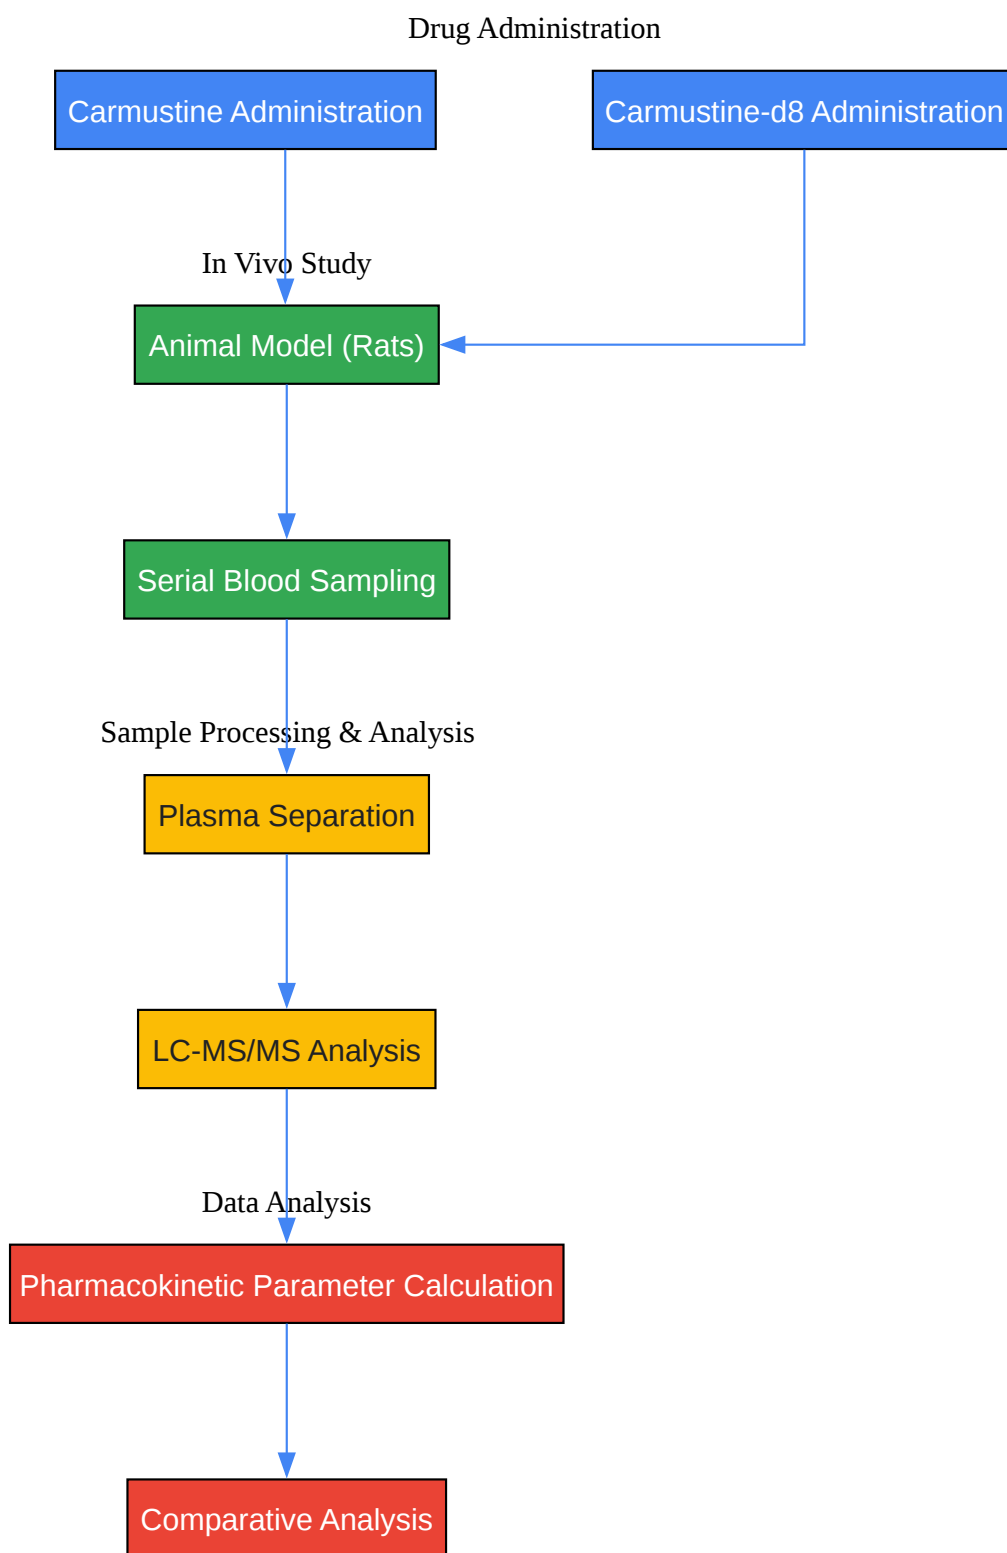 Drug Administration
Carmustine Administration
Carmustine-d8 Administration
In Vivo Study
Animal Model (Rats)
Serial Blood Sampling
Sample Processing & Analysis
Plasma Separation
LC-MS/MS Analysis
Data Analysis
Pharmacokinetic Parameter Calculation
Comparative Analysis